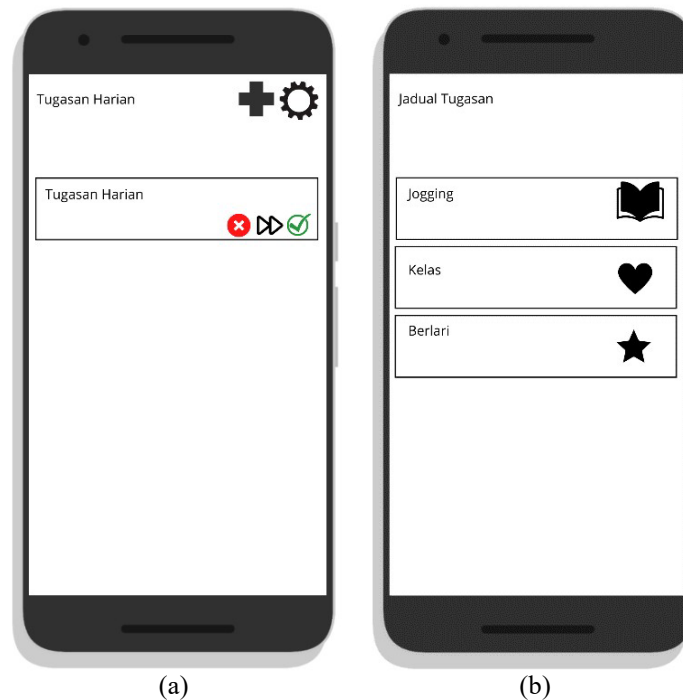 Tugasan Harian
Tugasan Harian
(a)
Jadual Tugasan
Jogging
Kelas
Berlari
(b)